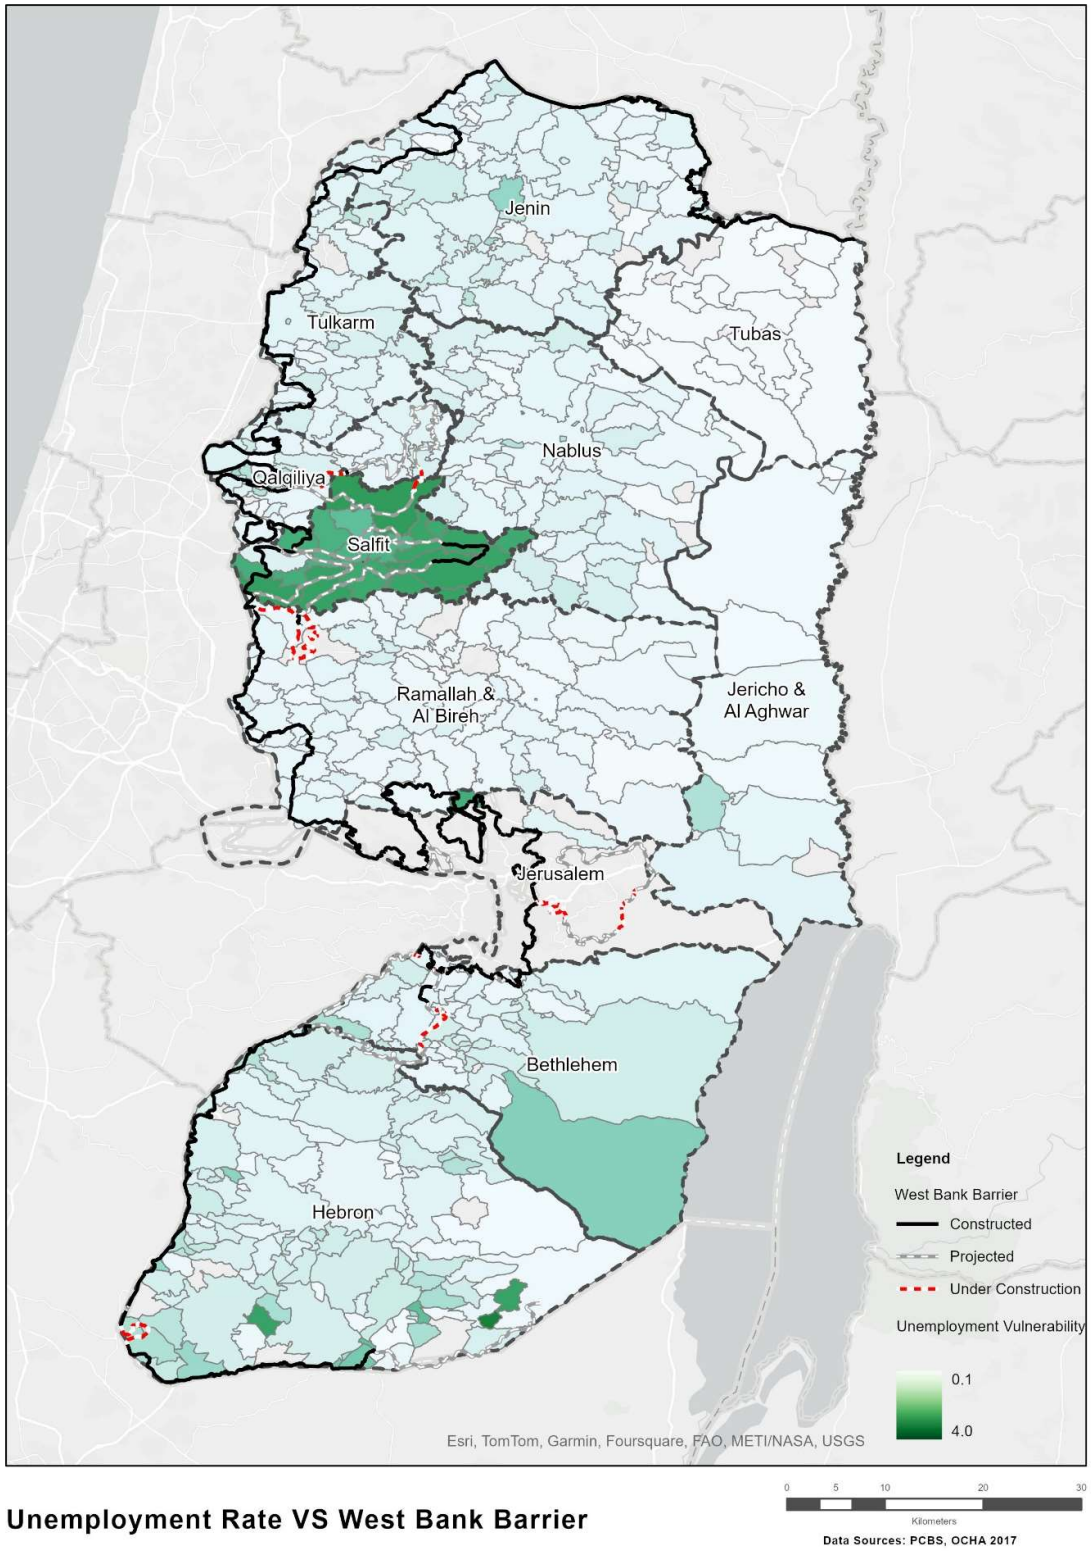 Jenin
Tulkarm
Tubas
Nablus
Qalqiliya
Salfit
Ramallah &
Al Bireh
Jericho &
Al Aghwar
Jerusalem
Bethlehem
Hebron
Legend
West Bank Barrier
Constructed
Projected
Under Construction
Unemployment Vulnerability
0.1
4.0
Esri, TomTom, Garmin, Foursquare, FAO, METI/NASA, USGS
Unemployment Rate VS West Bank Barrier
0 5 10 20 30
Kilometers
Data Sources: PCBS, OCHA 2017